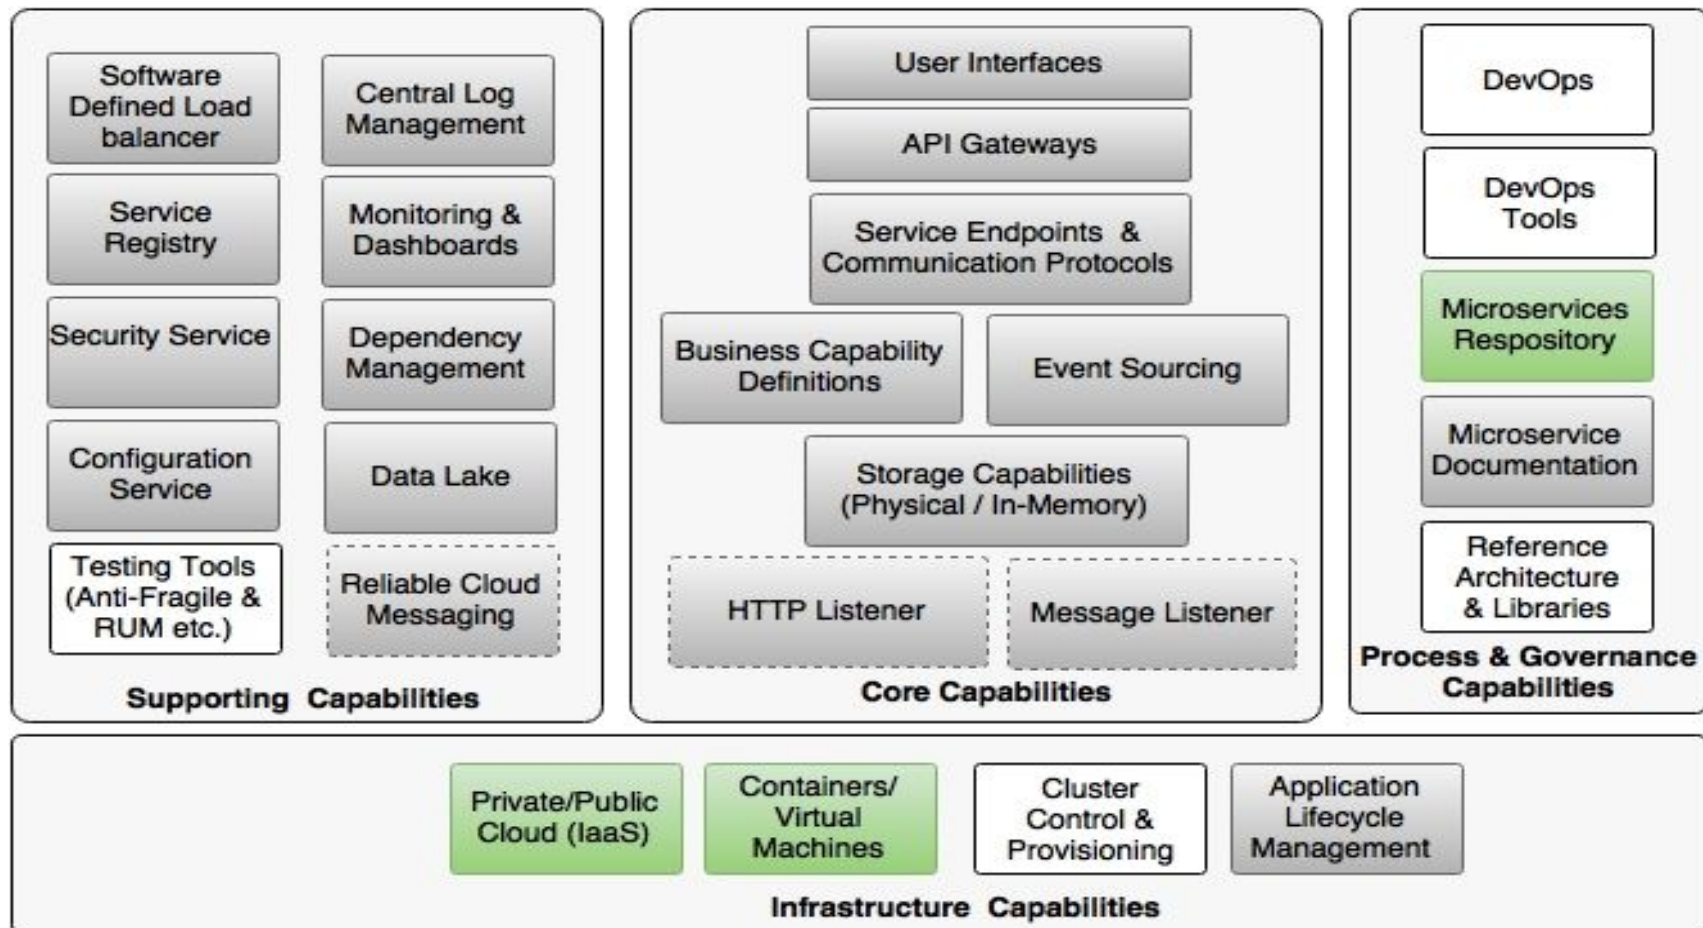 Software
Defined Load
balancer
Central Log
Management
Service
Registry
Monitoring &
Dashboards
Security Service
Dependency
Management
Configuration
Service
Data Lake
Testing Tools
(Anti-Fragile &
RUM etc.)
Reliable Cloud
Messaging
Supporting Capabilities
User Interfaces
API Gateways
Service Endpoints &
Communication Protocols
Business Capability
Definitions
Event Sourcing
Storage Capabilities
(Physical / In-Memory)
HTTP Listener
Message Listener
Core Capabilities
DevOps
DevOps
Tools
Microservices
Respository
Microservice
Documentation
Reference
Architecture
& Libraries
Process & Governance
Capabilities
Private/Public
Cloud (IaaS)
Containers/
Virtual
Machines
Cluster
Control &
Provisioning
Application
Lifecycle
Management
Infrastructure Capabilities